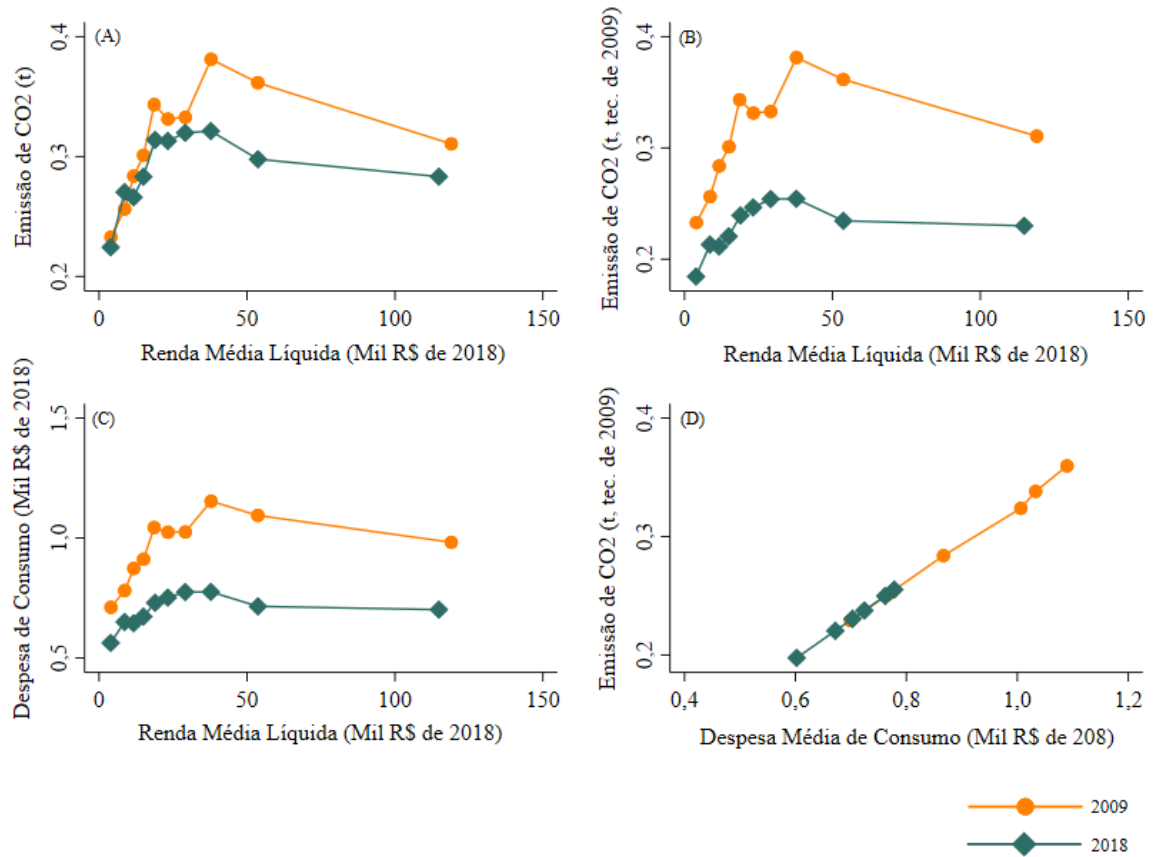 (A)
Emissão de CO2 (t)
0,4
0,3
0,2
0
50
100
150
Renda Média Líquida (Mil R$ de 2018)
(B)
Emissão de CO2 (t, tec. de 2009)
0,4
0,3
0,2
0
50
100
150
Renda Média Líquida (Mil R$ de 2018)
(C)
Despesa de Consumo (Mil R$ de 2018)
1,5
1,0
0,5
0
50
100
150
Renda Média Líquida (Mil R$ de 2018)
(D)
Emissão de CO2 (t, tec. de 2009)
0,4
0,3
0,2
0,4
0,6
0,8
1,0
1,2
Despesa Média de Consumo (Mil R$ de 208)
2009
2018